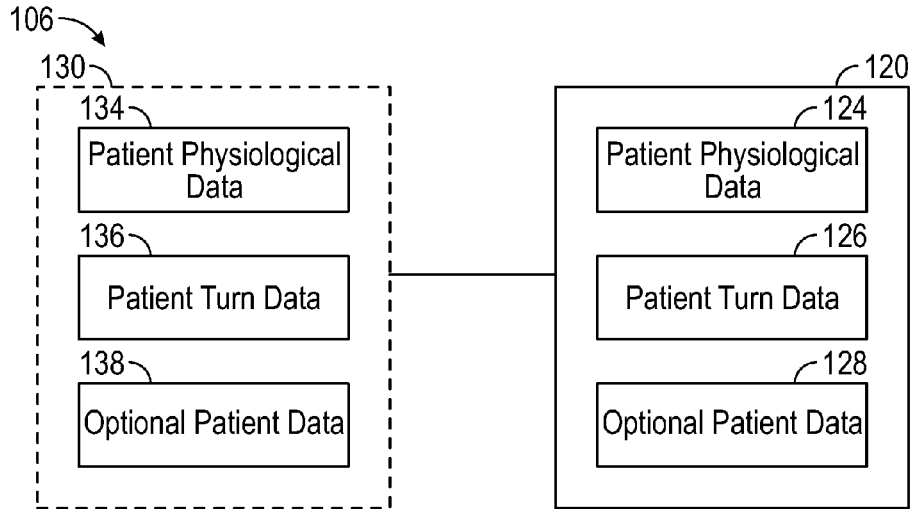 106
130
120
134
124
Patient Physiological
Data
Patient Physiological
Data
136
126
Patient Turn Data
Patient Turn Data
138
128
Optional Patient Data
Optional Patient Data